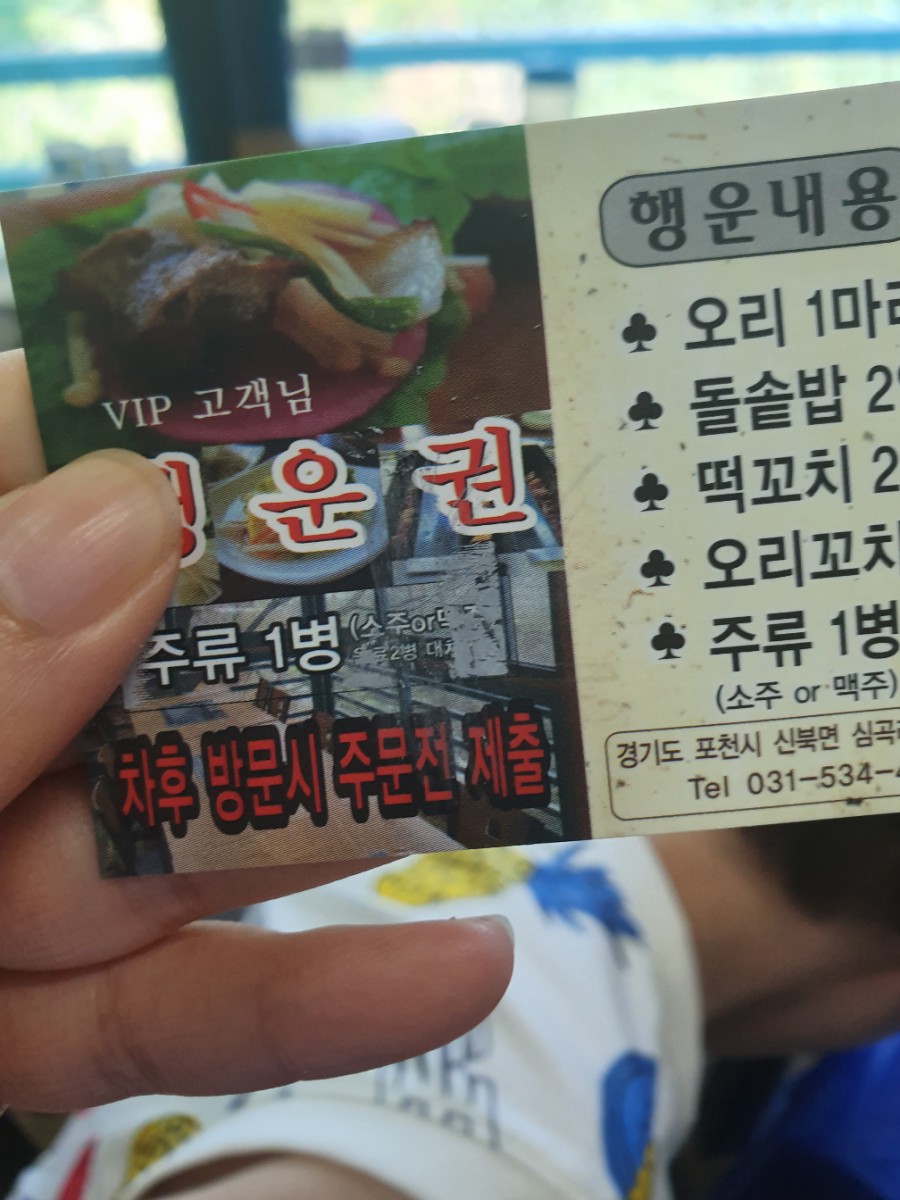 VIP 고객님
운권
주류 1병 (소주or
차후 방문시 주문전 제출
행운내용
♣ 오리 1마리
♣ 돌솥밥 2
♣ 떡꼬치 2
♣ 오리꼬치
♣ 주류 1병
(소주 or 맥주)
경기도 포천시 신북면 심곡
Tel 031-534-4